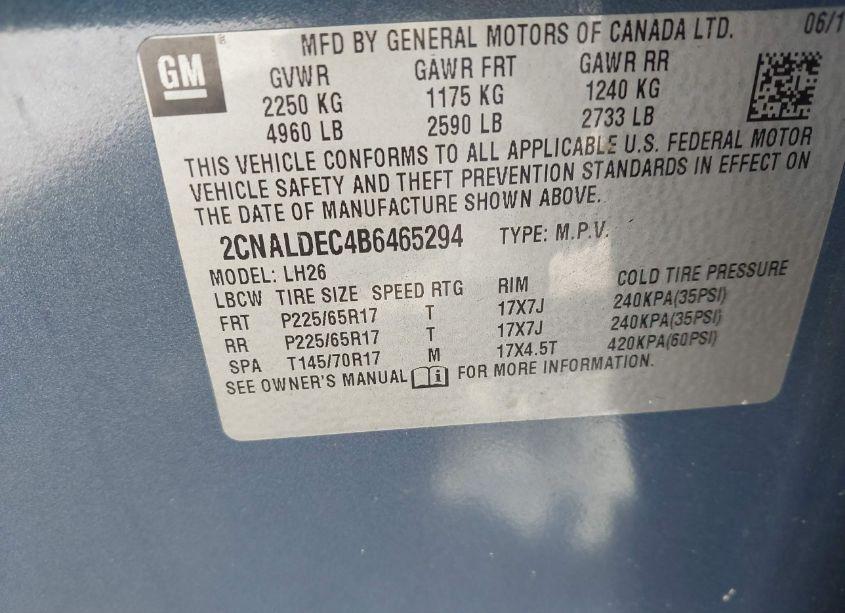 MFD BY GENERAL MOTORS OF CANADA LTD. 06/1
GM
GVWR GAWR FRT GAWR RR
2250 KG 1175 KG 1240 KG
4960 LB 2590 LB 2733 LB
THIS VEHICLE CONFORMS TO ALL APPLICABLE U.S. FEDERAL MOTOR
VEHICLE SAFETY AND THEFT PREVENTION STANDARDS IN EFFECT ON
THE DATE OF MANUFACTURE SHOWN ABOVE.
2CNALDEC4B6465294 TYPE: M.P.V.
MODEL: LH26
LBCW TIRE SIZE SPEED RTG RIM COLD TIRE PRESSURE
FRT P225/65R17 T 17X7J 240KPA(35PSI)
RR P225/65R17 T 17X7J 240KPA(35PSI)
SPA T145/70R17 M 17X4.5T 420KPA(60PSI)
SEE OWNER'S MANUAL FOR MORE INFORMATION.